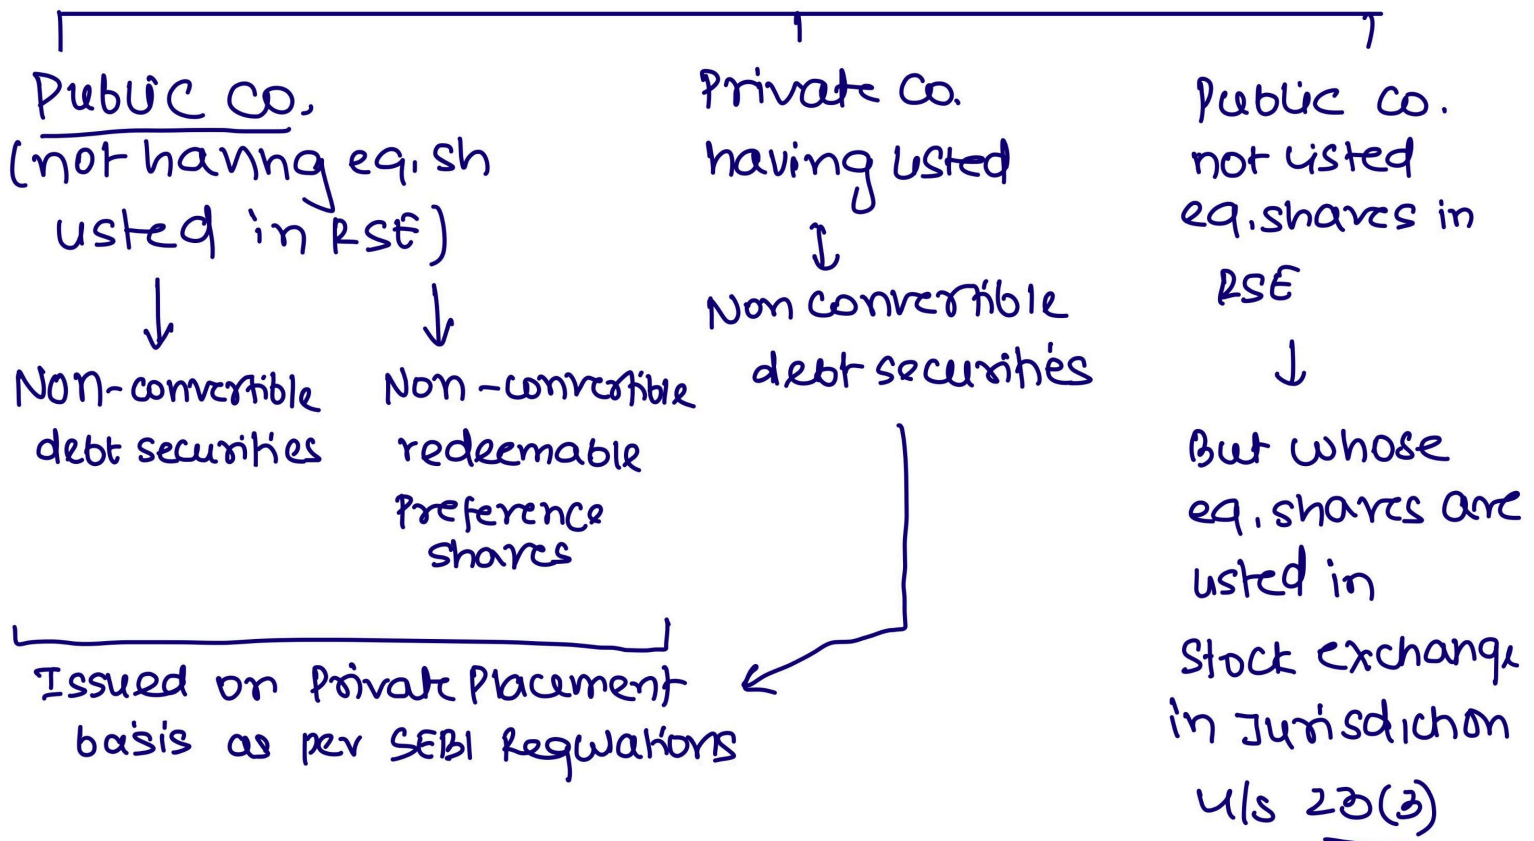 Public Co.
(not having eq. sh
listed in RSE)
Non-convertible
debt securities
Non-convertible
redeemable
Preference
shares
Issued on Private Placement
basis as per SEBI Regulations
Private Co.
having listed
Non convertible
debt securities
Public co.
not listed
eq. shares in
RSE
But whose
eq. shares are
listed in
Stock exchange
in Jurisdiction
u/s 23(3)